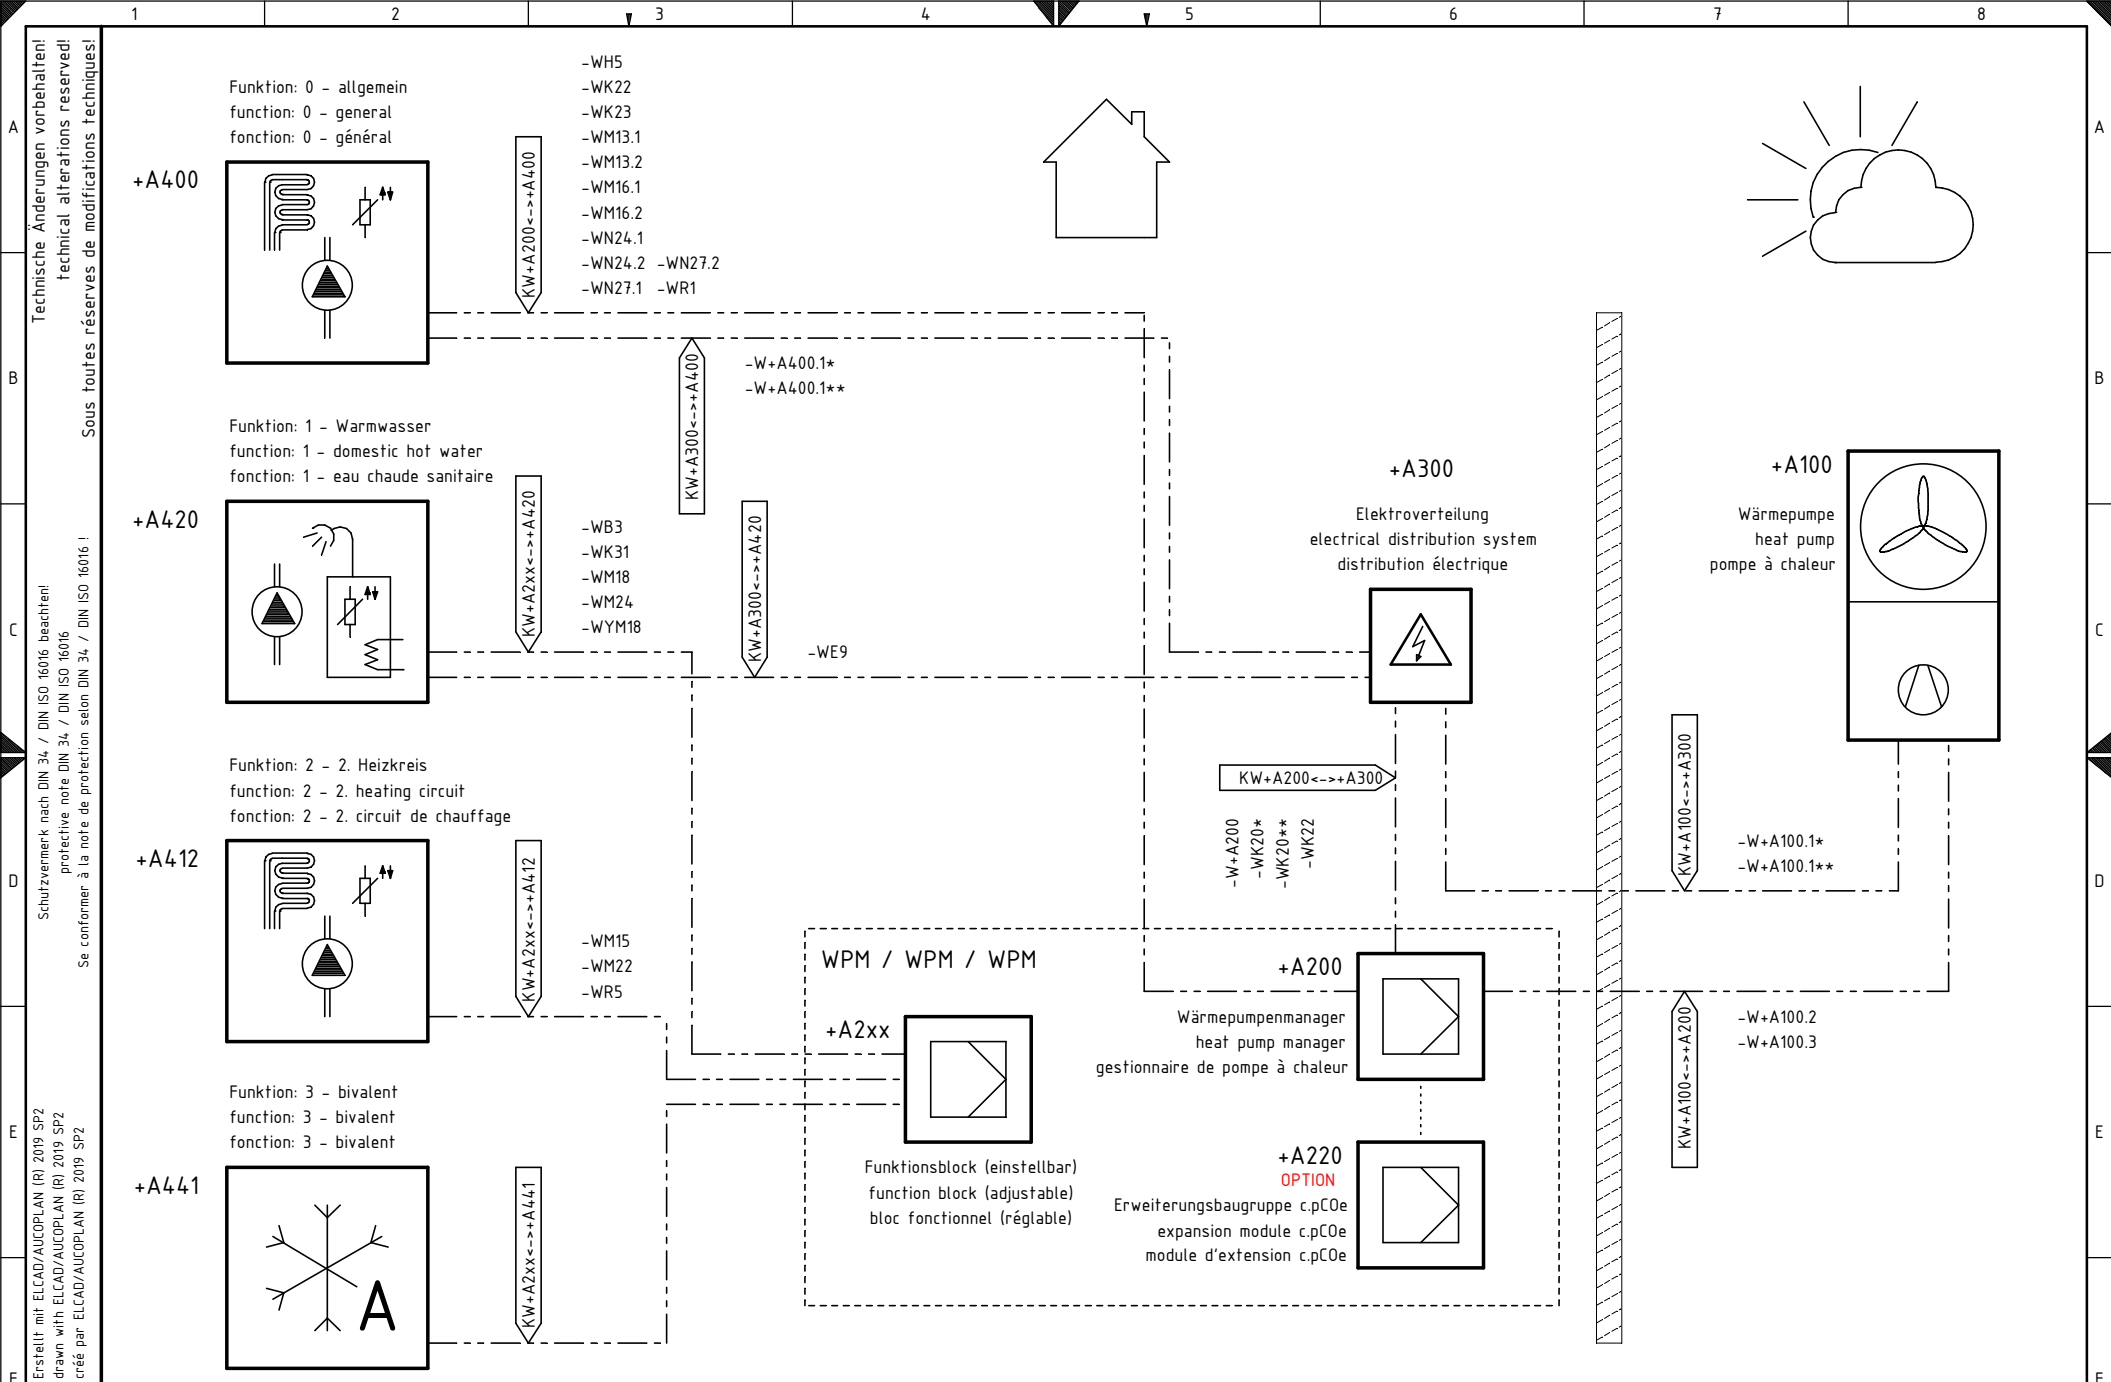 1 2 3 4 5 6 7 8
A
B
C
D
E
F
Technische Änderungen vorbehalten!
technical alterations reserved!
Sous toutes réserves de modifications techniques!
Schutzvermerk nach DIN 34 / DIN ISO 16016 beachten!
protective note DIN 34 / DIN ISO 16016
Se conformer à la note de protection selon DIN 34 / DIN ISO 16016 !
Erstellt mit ELCAD/AUCOPLAN (R) 2019 SP2
drawn with ELCAD/AUCOPLAN (R) 2019 SP2
créé par ELCAD/AUCOPLAN (R) 2019 SP2
Funktion: 0 - allgemein
function: 0 - general
fonction: 0 - général
+A400
KW+A200<->+A400
-WH5
-WK22
-WK23
-WM13.1
-WM13.2
-WM16.1
-WM16.2
-WN24.1
-WN24.2 -WN27.2
-WN27.1 -WR1
KW+A300<->+A400
-W+A400.1*
-W+A400.1**
Funktion: 1 - Warmwasser
function: 1 - domestic hot water
fonction: 1 - eau chaude sanitaire
+A420
KW+A2xx<->+A420
-WB3
-WK31
-WM18
-WM24
-WYM18
KW+A300<->+A420
-WE9
+A300
Elektroverteilung
electrical distribution system
distribution électrique
+A100
Wärmepumpe
heat pump
pompe à chaleur
Funktion: 2 - 2. Heizkreis
function: 2 - 2. heating circuit
fonction: 2 - 2. circuit de chauffage
+A412
KW+A2xx<->+A412
-WM15
-WM22
-WR5
KW+A200<->+A300
-W+A200
-WK20*
-WK20**
-WK22
KW+A100<->+A300
-W+A100.1*
-W+A100.1**
WPM / WPM / WPM
+A200
Wärmepumpenmanager
heat pump manager
gestionnaire de pompe à chaleur
+A2xx
Funktionsblock (einstellbar)
function block (adjustable)
bloc fonctionnel (réglable)
+A220
OPTION
Erweiterungsbaugruppe c.pCOe
expansion module c.pCOe
module d'extension c.pCOe
KW+A100<->+A200
-W+A100.2
-W+A100.3
Funktion: 3 - bivalent
function: 3 - bivalent
fonction: 3 - bivalent
+A441
A
KW+A2xx<->+A441
A
B
C
D
E
F